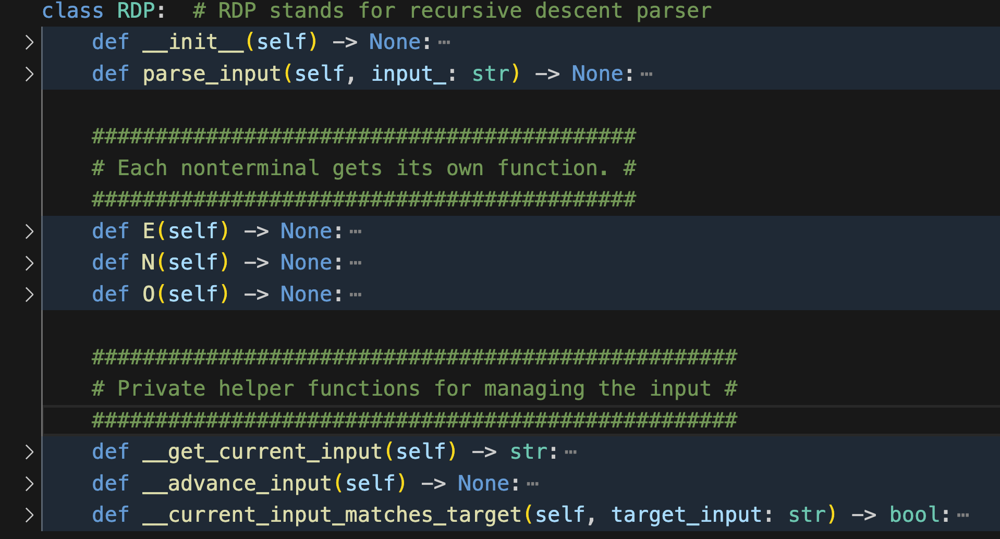 class RDP:  # RDP stands for recursive descent parser
    def __init__(self) -> None:…
    def parse_input(self, input_: str) -> None:…
    ###########################################
    # Each nonterminal gets its own function. #
    ###########################################
    def E(self) -> None:…
    def N(self) -> None:…
    def O(self) -> None:…
    ###################################################
    # Private helper functions for managing the input #
    ###################################################
    def __get_current_input(self) -> str:…
    def __advance_input(self) -> None:…
    def __current_input_matches_target(self, target_input: str) -> bool:…